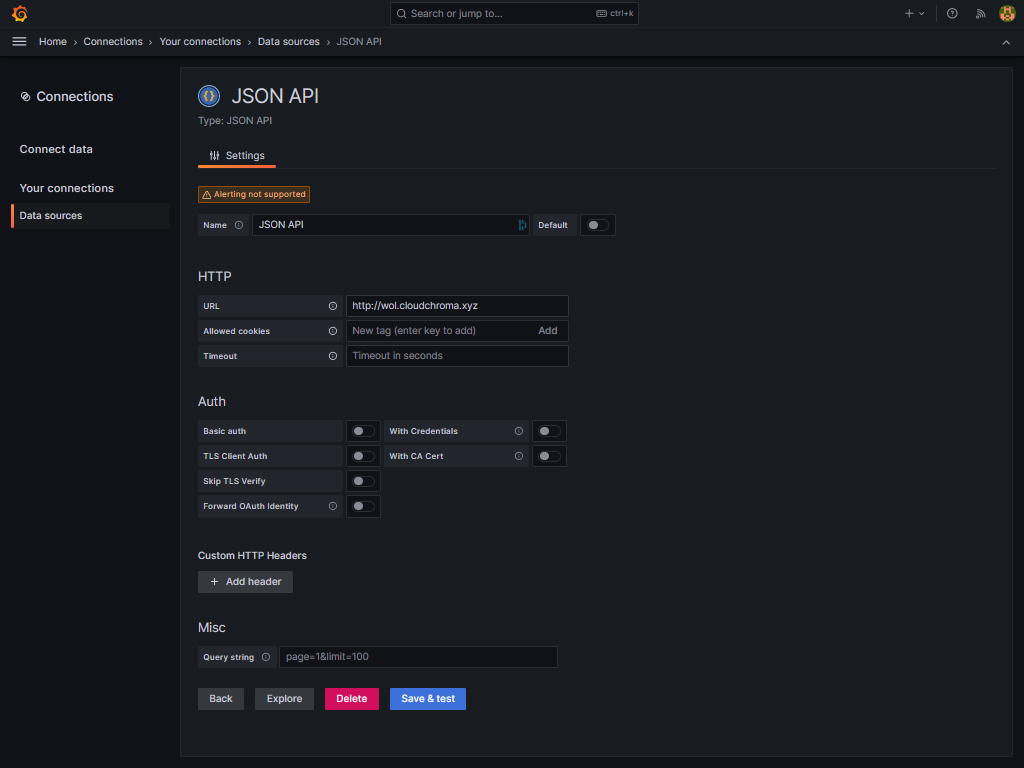 Search or jump to... ctrl+k
Home › Connections › Your connections › Data sources › JSON API
Connections
Connect data
Your connections
Data sources
JSON API
Type: JSON API
Settings
Alerting not supported
Name JSON API Default
HTTP
URL http://wol.cloudchroma.xyz
Allowed cookies New tag (enter key to add) Add
Timeout Timeout in seconds
Auth
Basic auth With Credentials
TLS Client Auth With CA Cert
Skip TLS Verify
Forward OAuth Identity
Custom HTTP Headers
+ Add header
Misc
Query string page=1&limit=100
Back Explore Delete Save & test